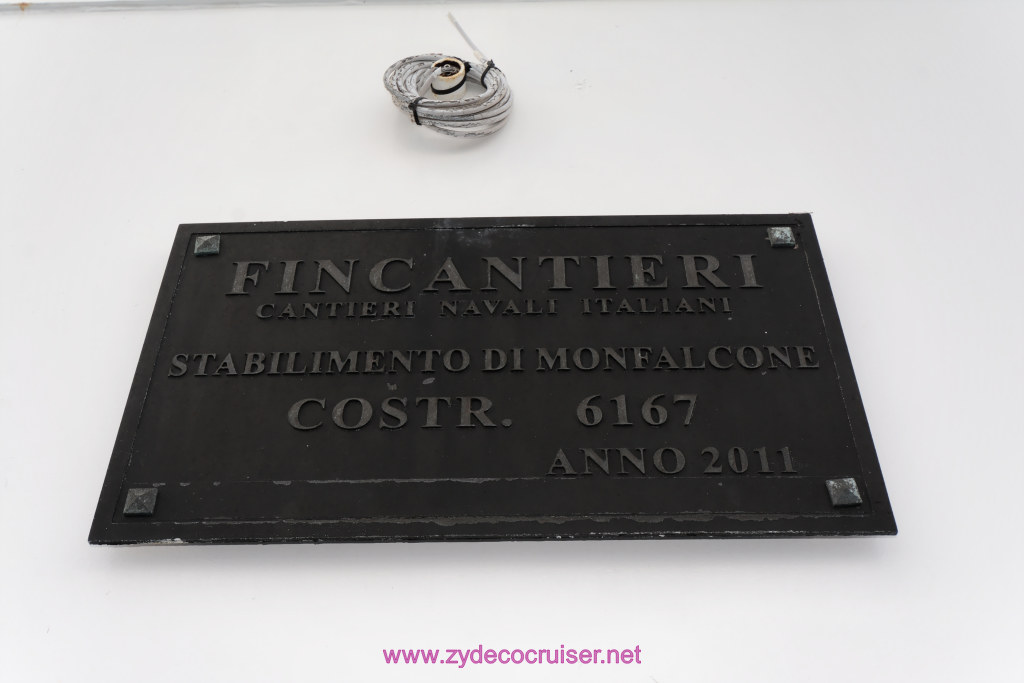 FINCANTIERI
CANTIERI NAVALI ITALIANI
STABILIMENTO DI MONFALCONE
COSTR. 6167
ANNO 2011
www.zydecocruiser.net